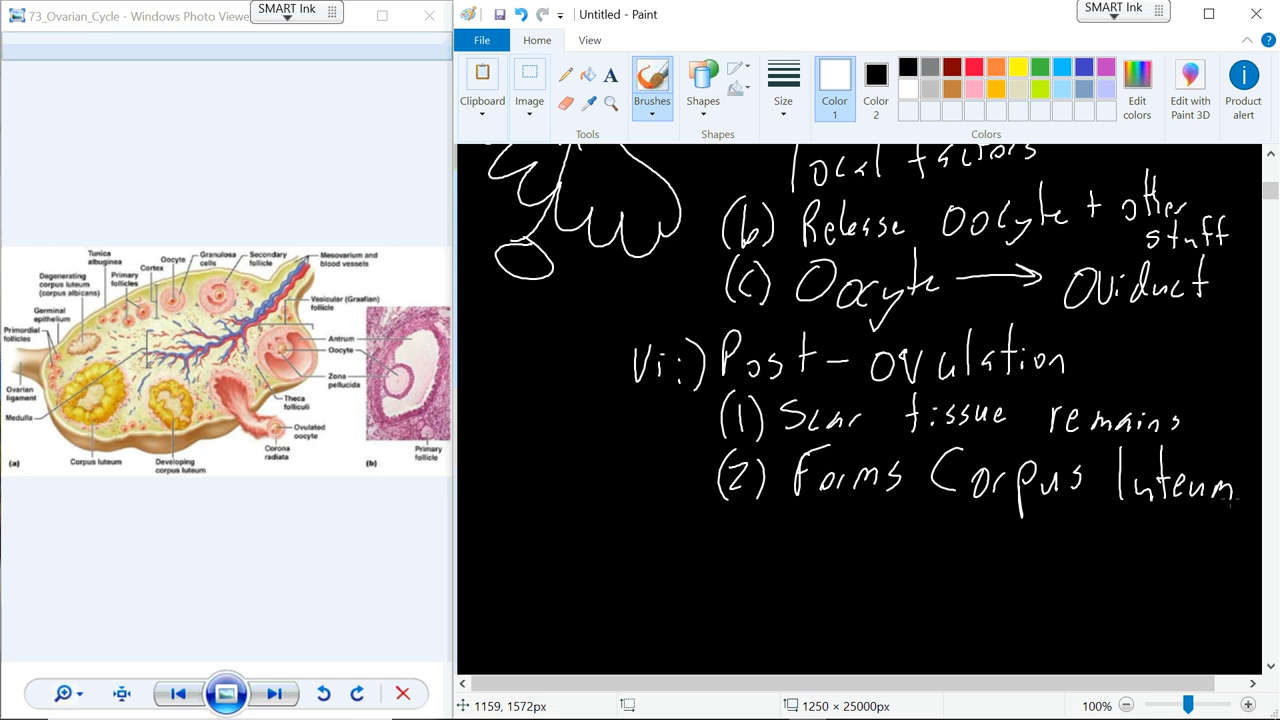 73_Ovarian_Cycle - Windows Photo Viewe
SMART Ink
Untitled - Paint
SMART Ink
File
Home
View
Clipboard
Image
Tools
Brushes
Shapes
Shapes
Size
Color
1
Color
2
Colors
Edit
colors
Edit with
Paint 3D
Product
alert
local factors
(b) Release oocyte + other
stuff
(c) Oocyte → oviduct
vii) Post-ovulation
(1) Scar tissue remains
(2) Forms Corpus luteum
Tunica
albuginea
Cortex
Oocyte
Granulosa
cells
Secondary
follicle
Mesovarium and
blood vessels
Degenerating
corpus luteum
(corpus albicans)
Primary
follicles
Germinal
epithelium
Primordial
follicles
Vesicular (Graafian)
follicle
Antrum
Oocyte
Zona
pellucida
Theca
folliculi
Ovarian
ligament
Medulla
Ovulated
oocyte
Corona
radiata
Primary
follicle
(a)
Corpus luteum
Developing
corpus luteum
(b)
1159, 1572px
1250 × 25000px
100%